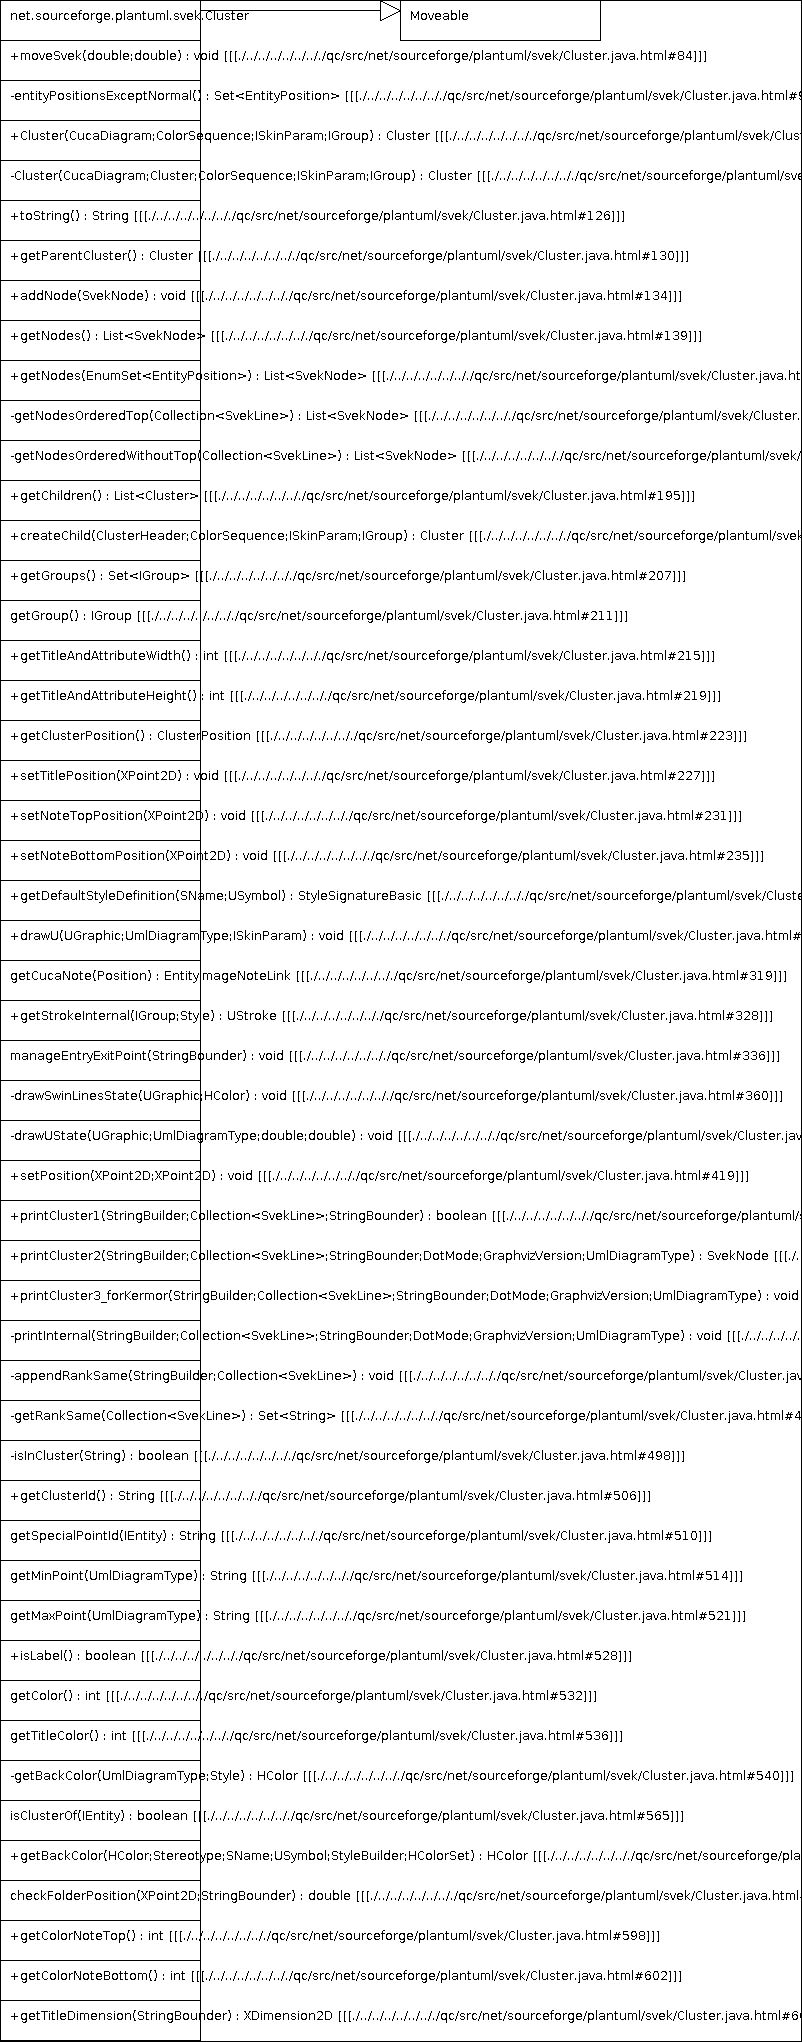 net.sourceforge.plantuml.svek.Cluster
Moveable
+moveSvek(double;double) : void [[[./../../../../../../../qc/src/net/sourceforge/plantuml/svek/Cluster.java.html#84]]]
-entityPositionsExceptNormal() : Set<EntityPosition> [[[./../../../../../../../qc/src/net/sourceforge/plantuml/svek/Cluster.java.html#9
+Cluster(CucaDiagram;ColorSequence;ISkinParam;IGroup) : Cluster [[[./../../../../../../../qc/src/net/sourceforge/plantuml/svek/Clust
-Cluster(CucaDiagram;Cluster;ColorSequence;ISkinParam;IGroup) : Cluster [[[./../../../../../../../qc/src/net/sourceforge/plantuml/sve
+toString() : String [[[./../../../../../../../qc/src/net/sourceforge/plantuml/svek/Cluster.java.html#126]]]
+getParentCluster() : Cluster [[[./../../../../../../../qc/src/net/sourceforge/plantuml/svek/Cluster.java.html#130]]]
+addNode(SvekNode) : void [[[./../../../../../../../qc/src/net/sourceforge/plantuml/svek/Cluster.java.html#134]]]
+getNodes() : List<SvekNode> [[[./../../../../../../../qc/src/net/sourceforge/plantuml/svek/Cluster.java.html#139]]]
+getNodes(EnumSet<EntityPosition>) : List<SvekNode> [[[./../../../../../../../qc/src/net/sourceforge/plantuml/svek/Cluster.java.ht
-getNodesOrderedTop(Collection<SvekLine>) : List<SvekNode> [[[./../../../../../../../qc/src/net/sourceforge/plantuml/svek/Cluster.
-getNodesOrderedWithoutTop(Collection<SvekLine>) : List<SvekNode> [[[./../../../../../../../qc/src/net/sourceforge/plantuml/svek/
+getChildren() : List<Cluster> [[[./../../../../../../../qc/src/net/sourceforge/plantuml/svek/Cluster.java.html#195]]]
+createChild(ClusterHeader;ColorSequence;ISkinParam;IGroup) : Cluster [[[./../../../../../../../qc/src/net/sourceforge/plantuml/svek
+getGroups() : Set<IGroup> [[[./../../../../../../../qc/src/net/sourceforge/plantuml/svek/Cluster.java.html#207]]]
getGroup() : IGroup [[[./../../../../../../../qc/src/net/sourceforge/plantuml/svek/Cluster.java.html#211]]]
+getTitleAndAttributeWidth() : int [[[./../../../../../../../qc/src/net/sourceforge/plantuml/svek/Cluster.java.html#215]]]
+getTitleAndAttributeHeight() : int [[[./../../../../../../../qc/src/net/sourceforge/plantuml/svek/Cluster.java.html#219]]]
+getClusterPosition() : ClusterPosition [[[./../../../../../../../qc/src/net/sourceforge/plantuml/svek/Cluster.java.html#223]]]
+setTitlePosition(XPoint2D) : void [[[./../../../../../../../qc/src/net/sourceforge/plantuml/svek/Cluster.java.html#227]]]
+setNoteTopPosition(XPoint2D) : void [[[./../../../../../../../qc/src/net/sourceforge/plantuml/svek/Cluster.java.html#231]]]
+setNoteBottomPosition(XPoint2D) : void [[[./../../../../../../../qc/src/net/sourceforge/plantuml/svek/Cluster.java.html#235]]]
+getDefaultStyleDefinition(SName;USymbol) : StyleSignatureBasic [[[./../../../../../../../qc/src/net/sourceforge/plantuml/svek/Cluste
+drawU(UGraphic;UmlDiagramType;ISkinParam) : void [[[./../../../../../../../qc/src/net/sourceforge/plantuml/svek/Cluster.java.html#
getCucaNote(Position) : EntityImageNoteLink [[[./../../../../../../../qc/src/net/sourceforge/plantuml/svek/Cluster.java.html#319]]]
+getStrokeInternal(IGroup;Style) : UStroke [[[./../../../../../../../qc/src/net/sourceforge/plantuml/svek/Cluster.java.html#328]]]
manageEntryExitPoint(StringBounder) : void [[[./../../../../../../../qc/src/net/sourceforge/plantuml/svek/Cluster.java.html#336]]]
-drawSwinLinesState(UGraphic;HColor) : void [[[./../../../../../../../qc/src/net/sourceforge/plantuml/svek/Cluster.java.html#360]]]
-drawUState(UGraphic;UmlDiagramType;double;double) : void [[[./../../../../../../../qc/src/net/sourceforge/plantuml/svek/Cluster.jav
+setPosition(XPoint2D;XPoint2D) : void [[[./../../../../../../../qc/src/net/sourceforge/plantuml/svek/Cluster.java.html#419]]]
+printCluster1(StringBuilder;Collection<SvekLine>;StringBounder) : boolean [[[./../../../../../../../qc/src/net/sourceforge/plantuml/s
+printCluster2(StringBuilder;Collection<SvekLine>;StringBounder;DotMode;GraphvizVersion;UmlDiagramType) : SvekNode [[[./.
+printCluster3_forKermor(StringBuilder;Collection<SvekLine>;StringBounder;DotMode;GraphvizVersion;UmlDiagramType) : void
-printInternal(StringBuilder;Collection<SvekLine>;StringBounder;DotMode;GraphvizVersion;UmlDiagramType) : void [[[./../../../..
-appendRankSame(StringBuilder;Collection<SvekLine>) : void [[[./../../../../../../../qc/src/net/sourceforge/plantuml/svek/Cluster.jav
-getRankSame(Collection<SvekLine>) : Set<String> [[[./../../../../../../../qc/src/net/sourceforge/plantuml/svek/Cluster.java.html#4
-isInCluster(String) : boolean [[[./../../../../../../../qc/src/net/sourceforge/plantuml/svek/Cluster.java.html#498]]]
+getClusterId() : String [[[./../../../../../../../qc/src/net/sourceforge/plantuml/svek/Cluster.java.html#506]]]
getSpecialPointId(IEntity) : String [[[./../../../../../../../qc/src/net/sourceforge/plantuml/svek/Cluster.java.html#510]]]
getMinPoint(UmlDiagramType) : String [[[./../../../../../../../qc/src/net/sourceforge/plantuml/svek/Cluster.java.html#514]]]
getMaxPoint(UmlDiagramType) : String [[[./../../../../../../../qc/src/net/sourceforge/plantuml/svek/Cluster.java.html#521]]]
+isLabel() : boolean [[[./../../../../../../../qc/src/net/sourceforge/plantuml/svek/Cluster.java.html#528]]]
getColor() : int [[[./../../../../../../../qc/src/net/sourceforge/plantuml/svek/Cluster.java.html#532]]]
getTitleColor() : int [[[./../../../../../../../qc/src/net/sourceforge/plantuml/svek/Cluster.java.html#536]]]
-getBackColor(UmlDiagramType;Style) : HColor [[[./../../../../../../../qc/src/net/sourceforge/plantuml/svek/Cluster.java.html#540]]]
isClusterOf(IEntity) : boolean [[[./../../../../../../../qc/src/net/sourceforge/plantuml/svek/Cluster.java.html#565]]]
+getBackColor(HColor;Stereotype;SName;USymbol;StyleBuilder;HColorSet) : HColor [[[./../../../../../../../qc/src/net/sourceforge/pla
checkFolderPosition(XPoint2D;StringBounder) : double [[[./../../../../../../../qc/src/net/sourceforge/plantuml/svek/Cluster.java.html
+getColorNoteTop() : int [[[./../../../../../../../qc/src/net/sourceforge/plantuml/svek/Cluster.java.html#598]]]
+getColorNoteBottom() : int [[[./../../../../../../../qc/src/net/sourceforge/plantuml/svek/Cluster.java.html#602]]]
+getTitleDimension(StringBounder) : XDimension2D [[[./../../../../../../../qc/src/net/sourceforge/plantuml/svek/Cluster.java.html#6